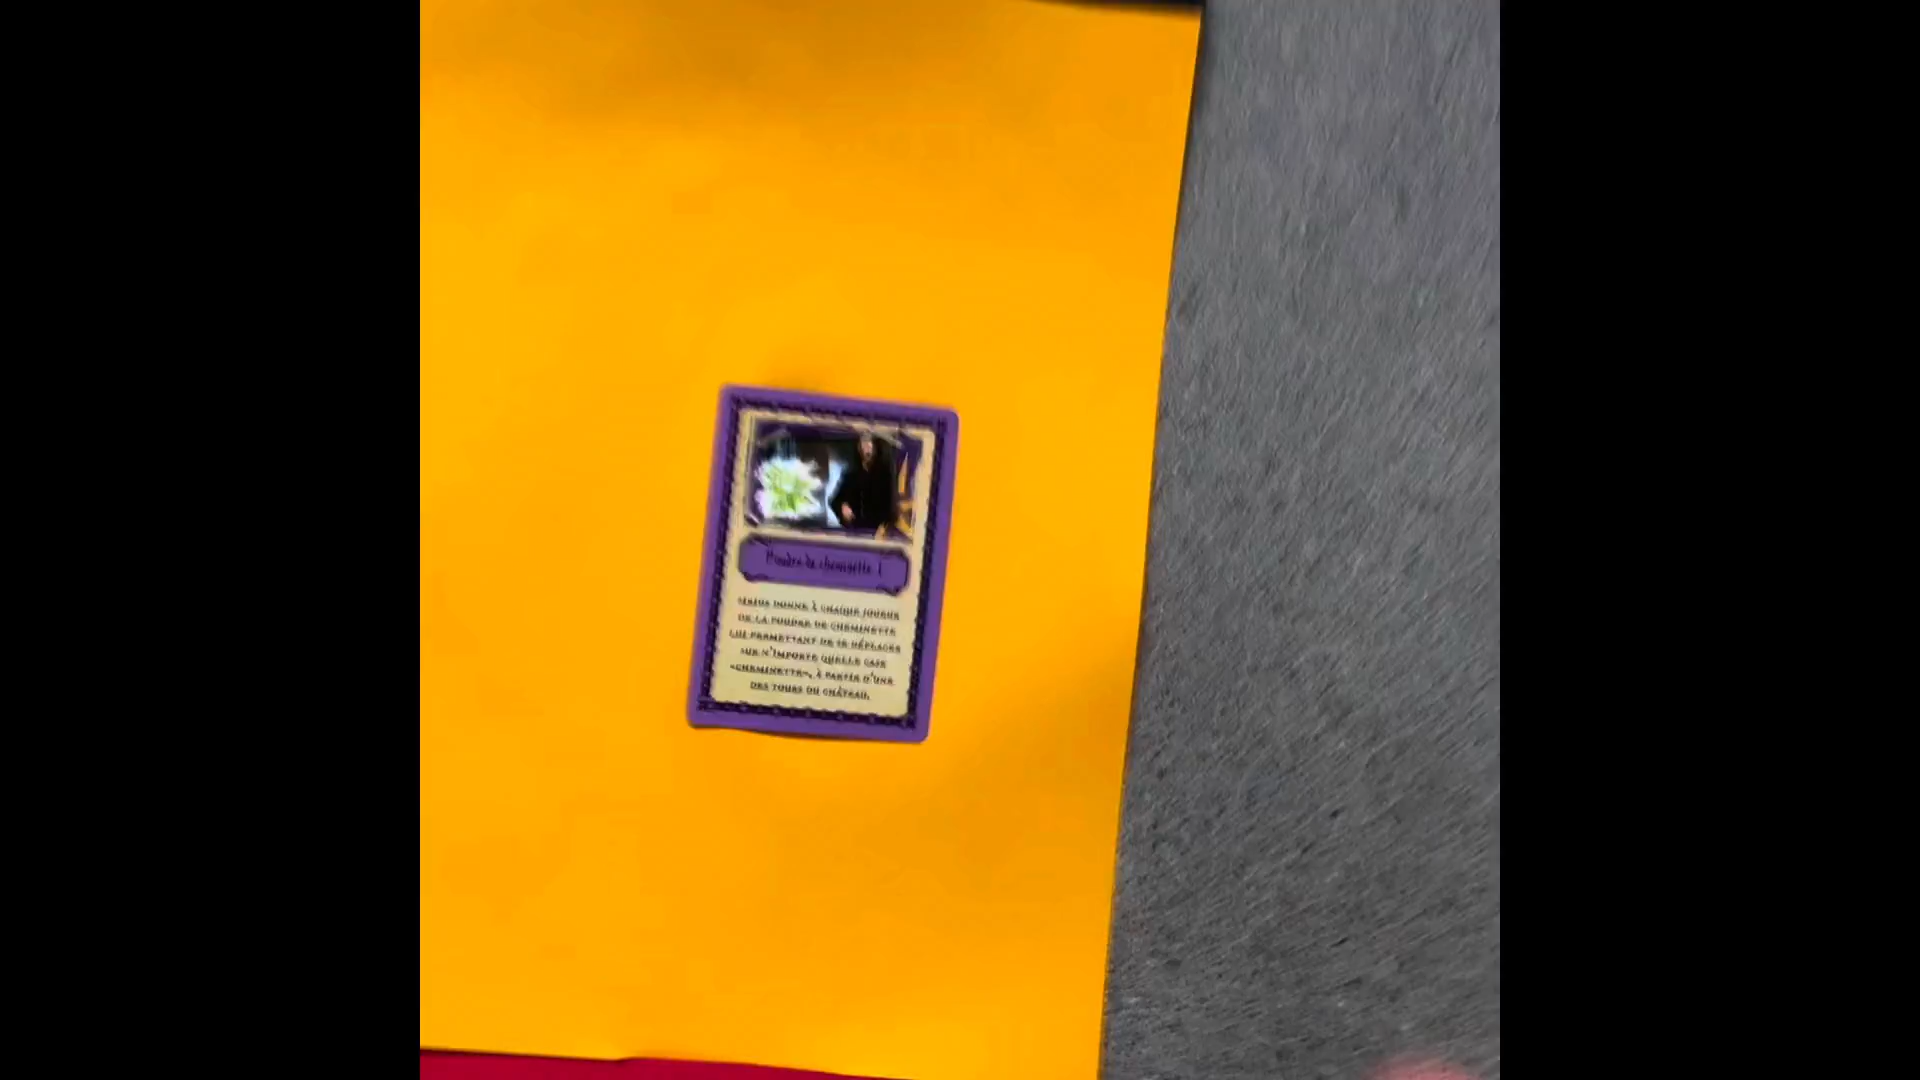 Poudre de cheminette !
SIRIUS DONNE À CHAQUE JOUEUR
DE LA POUDRE DE CHEMINETTE
LUI PERMETTANT DE SE DÉPLACER
SUR N'IMPORTE QUELLE CASE
«CHEMINETTE», À PARTIR D'UNE
DES TOURS DU CHÂTEAU.